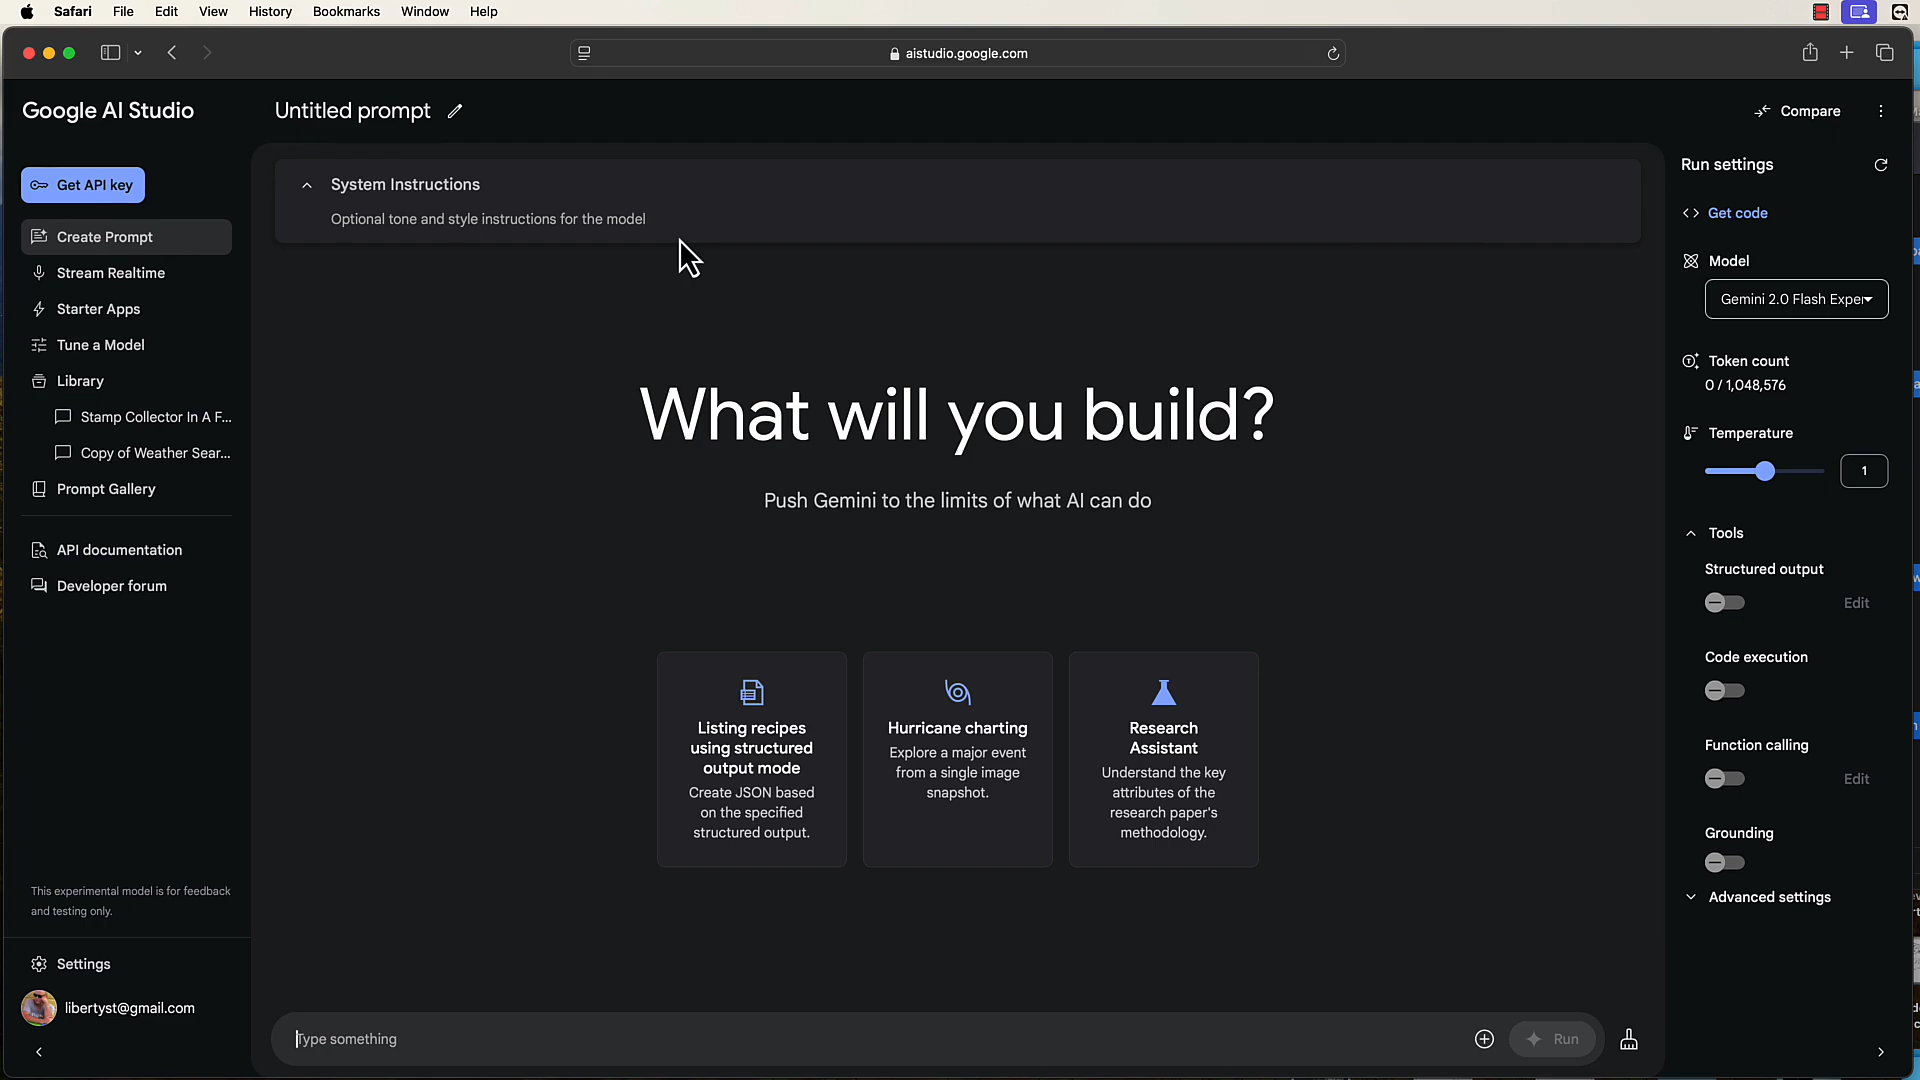 Safari File Edit View History Bookmarks Window Help
aistudio.google.com
Google AI Studio
Untitled prompt
Compare
Get API key
Create Prompt
Stream Realtime
Starter Apps
Tune a Model
Library
Stamp Collector In A F...
Copy of Weather Sear...
Prompt Gallery
API documentation
Developer forum
This experimental model is for feedback
and testing only.
Settings
libertyst@gmail.com
System Instructions
Optional tone and style instructions for the model
What will you build?
Push Gemini to the limits of what AI can do
Listing recipes
using structured
output mode
Create JSON based
on the specified
structured output.
Hurricane charting
Explore a major event
from a single image
snapshot.
Research
Assistant
Understand the key
attributes of the
research paper's
methodology.
Type something
Run
Run settings
Get code
Model
Gemini 2.0 Flash Exper
Token count
0 / 1,048,576
Temperature
1
Tools
Structured output
Edit
Code execution
Function calling
Edit
Grounding
Advanced settings